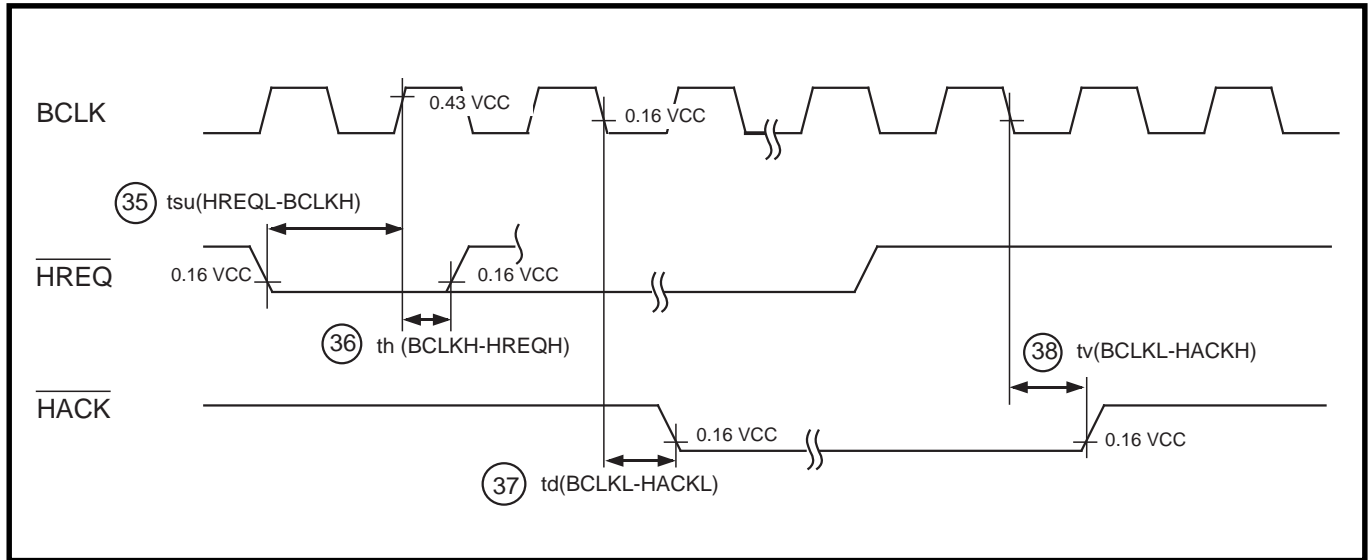 BCLK
0.43 VCC
0.16 VCC
35 tsu(HREQL-BCLKH)
HREQ
0.16 VCC
0.16 VCC
36 th (BCLKH-HREQH)
38 tv(BCLKL-HACKH)
HACK
0.16 VCC
0.16 VCC
37 td(BCLKL-HACKL)